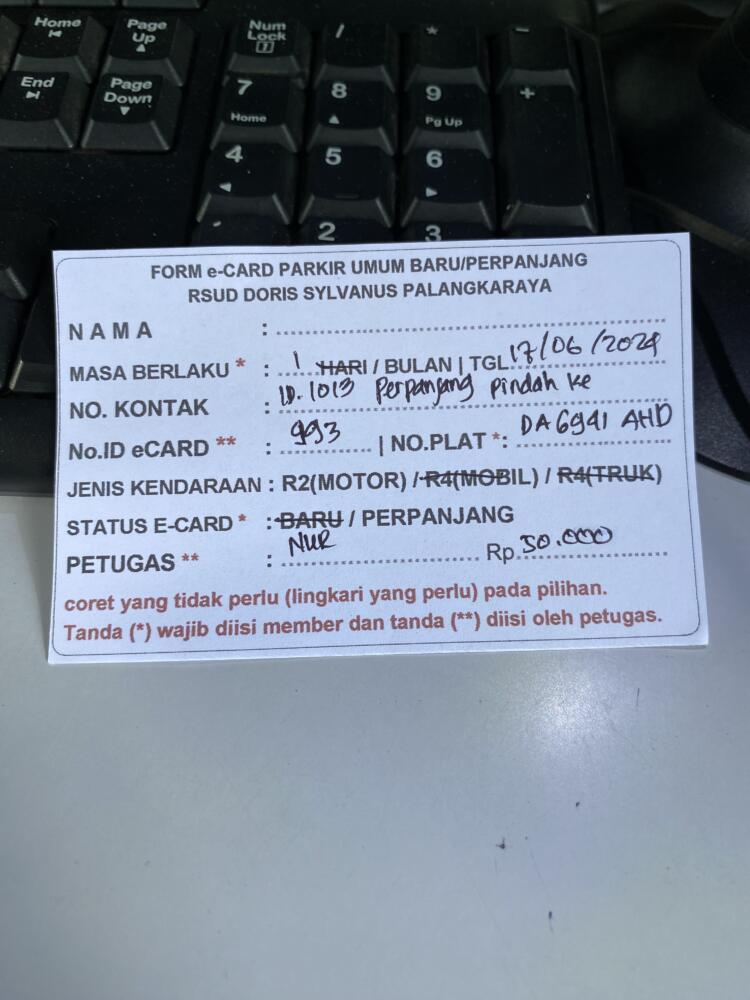 Home
Page Up
Num Lock
/
*
-
End
Page Down
7 Home
8
9 Pg Up
+
4
5
6
2
3
FORM e-CARD PARKIR UMUM BARU/PERPANJANG
RSUD DORIS SYLVANUS PALANGKARAYA
NAMA :
MASA BERLAKU * : 1 HARI / BULAN | TGL 17/06/2024
NO. KONTAK : ID.1013 Perpanjang Pindah ke
No.ID eCARD ** : 993 | NO.PLAT *: DA 6941 AHD
JENIS KENDARAAN : R2(MOTOR) / R4(MOBIL) / R4(TRUK)
STATUS E-CARD * : BARU / PERPANJANG
PETUGAS ** : NUR Rp. 50.000
coret yang tidak perlu (lingkari yang perlu) pada pilihan.
Tanda (*) wajib diisi member dan tanda (**) diisi oleh petugas.